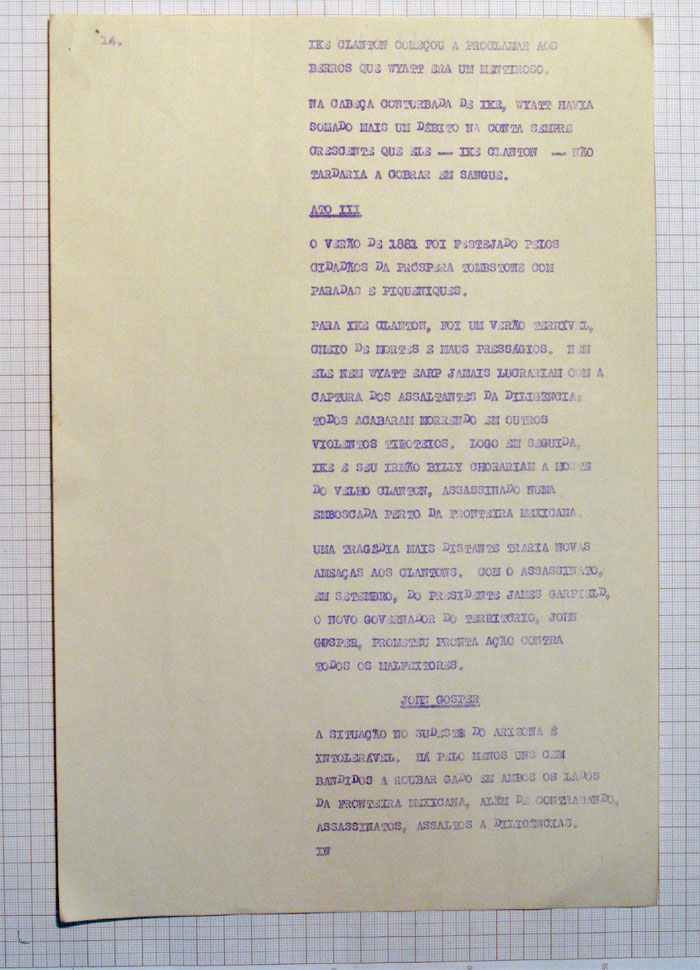 14.
IKE CLANTON COMEÇOU A PROCLAMAR AOS
BERROS QUE WYATT ERA UM MENTIROSO.
NA CABEÇA CONTURBADA DE IKE, WYATT HAVIA
SOMADO MAIS UM DÉBITO NA CONTA SEMPRE
CRESCENTE QUE ELE — IKE CLANTON — NÃO
TARDARIA A COBRAR EM SANGUE.
ATO III
O VERÃO DE 1881 FOI FESTEJADO PELOS
CIDADÃOS DA PRÓSPERA TOMBSTONE COM
PARADAS E PIQUENIQUES.
PARA IKE CLANTON, FOI UM VERÃO TERRÍVEL,
CHEIO DE MORTES E MAUS PRESSÁGIOS. NEM
ELE NEM WYATT EARP JAMAIS LUCRARIAM COM A
CAPTURA DOS ASSALTANTES DA DILIGÊNCIA:
TODOS ACABARAM MORRENDO EM OUTROS
VIOLENTOS TIROTEIOS. LOGO EM SEGUIDA,
IKE E SEU IRMÃO BILLY CHORARIAM A MORTE
DO VELHO CLANTON, ASSASSINADO NUMA
EMBOSCADA PERTO DA FRONTEIRA MEXICANA.
UMA TRAGÉDIA MAIS DISTANTE TRARIA NOVAS
AMEAÇAS AOS CLANTONS. COM O ASSASSINATO,
EM SETEMBRO, DO PRESIDENTE JAMES GARFIELD,
O NOVO GOVERNADOR DO TERRITÓRIO, JOHN
GOSPER, PROMETEU PRONTA AÇÃO CONTRA
TODOS OS MALFEITORES.
JOHN GOSPER
A SITUAÇÃO NO SUDESTE DO ARIZONA É
INTOLERÁVEL. HÁ PELO MENOS UNS CEM
BANDIDOS A ROUBAR GADO EM AMBOS OS LADOS
DA FRONTEIRA MEXICANA, ALÉM DE CONTRABANDO,
ASSASSINATOS, ASSALTOS A DILIGÊNCIAS.
IN